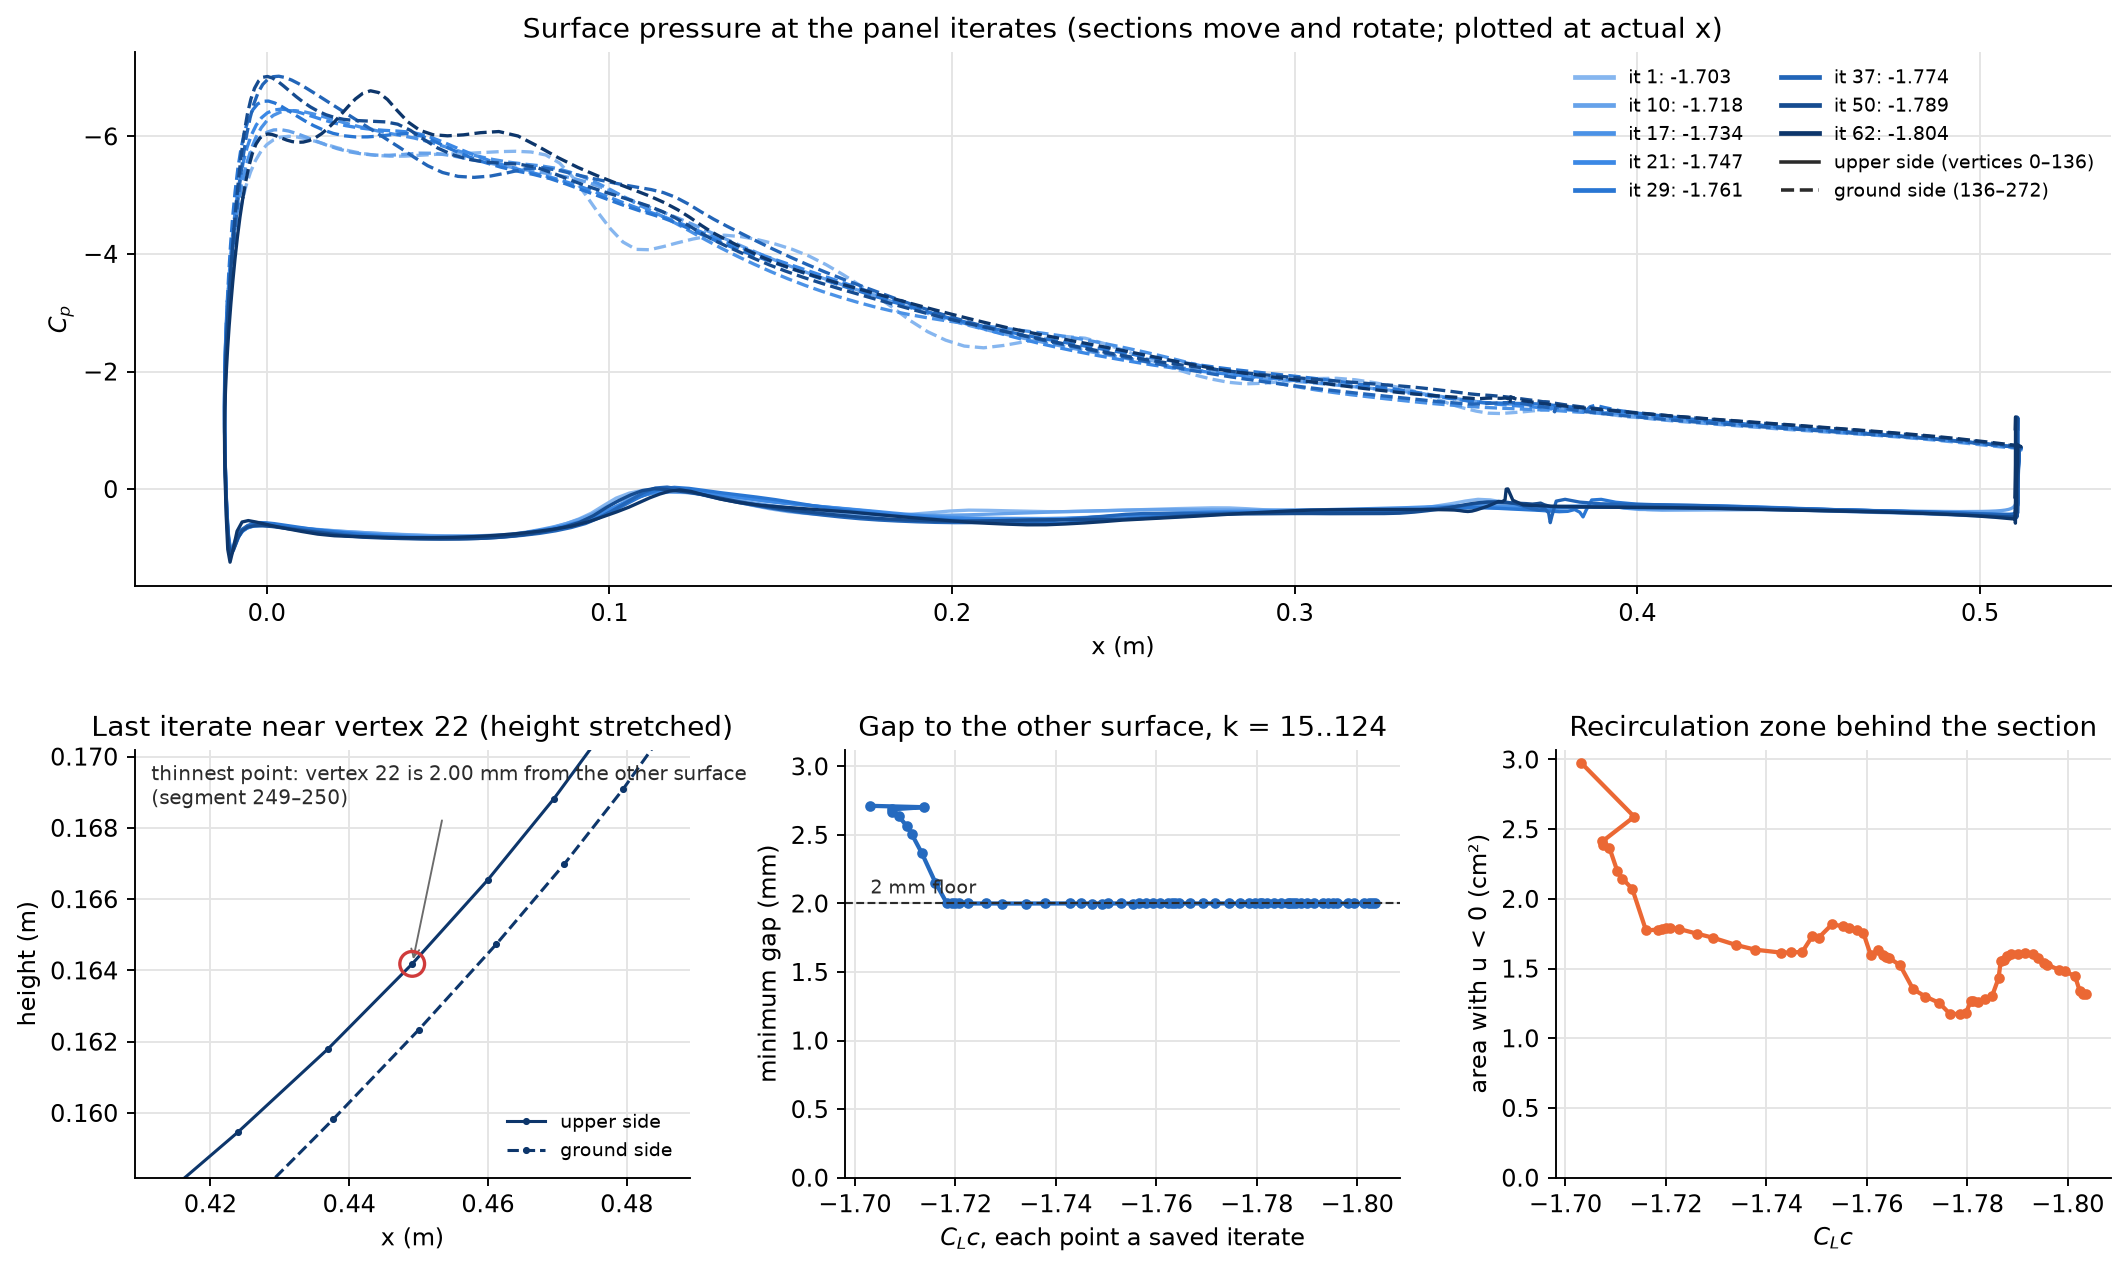 Surface pressure at the panel iterates (sections move and rotate; plotted at actual x)
it 1: -1.703
it 10: -1.718
it 17: -1.734
it 21: -1.747
it 29: -1.761
it 37: -1.774
it 50: -1.789
it 62: -1.804
upper side (vertices 0–136)
ground side (136–272)
−6
−4
−2
0
Cp
0.0 0.1 0.2 0.3 0.4 0.5
x (m)
Last iterate near vertex 22 (height stretched)
thinnest point: vertex 22 is 2.00 mm from the other surface
(segment 249–250)
0.170
0.168
0.166
0.164
0.162
0.160
height (m)
upper side
ground side
0.42 0.44 0.46 0.48
x (m)
Gap to the other surface, k = 15..124
3.0
2.5
2.0
1.5
1.0
0.5
0.0
minimum gap (mm)
2 mm floor
−1.70 −1.72 −1.74 −1.76 −1.78 −1.80
CLc, each point a saved iterate
Recirculation zone behind the section
3.0
2.5
2.0
1.5
1.0
0.5
0.0
area with u < 0 (cm²)
−1.70 −1.72 −1.74 −1.76 −1.78 −1.80
CLc